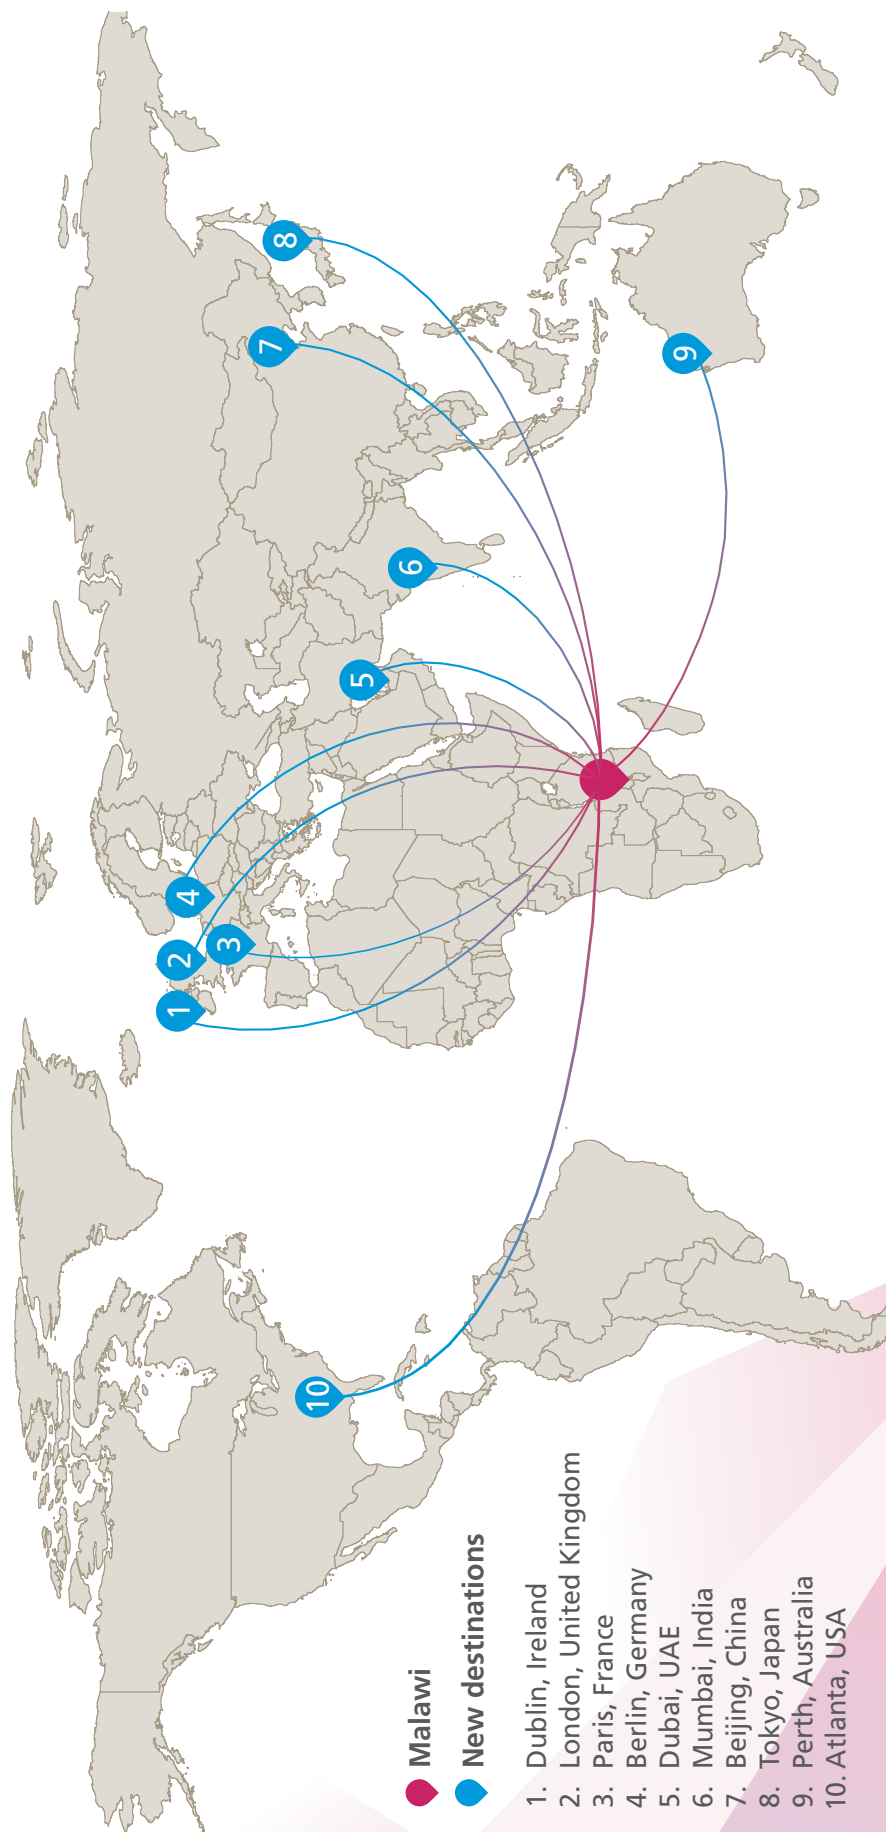 8
7
9
6
5
4
3
2
1
10
Malawi
New destinations
1. Dublin, Ireland
2. London, United Kingdom
3. Paris, France
4. Berlin, Germany
5. Dubai, UAE
6. Mumbai, India
7. Beijing, China
8. Tokyo, Japan
9. Perth, Australia
10. Atlanta, USA